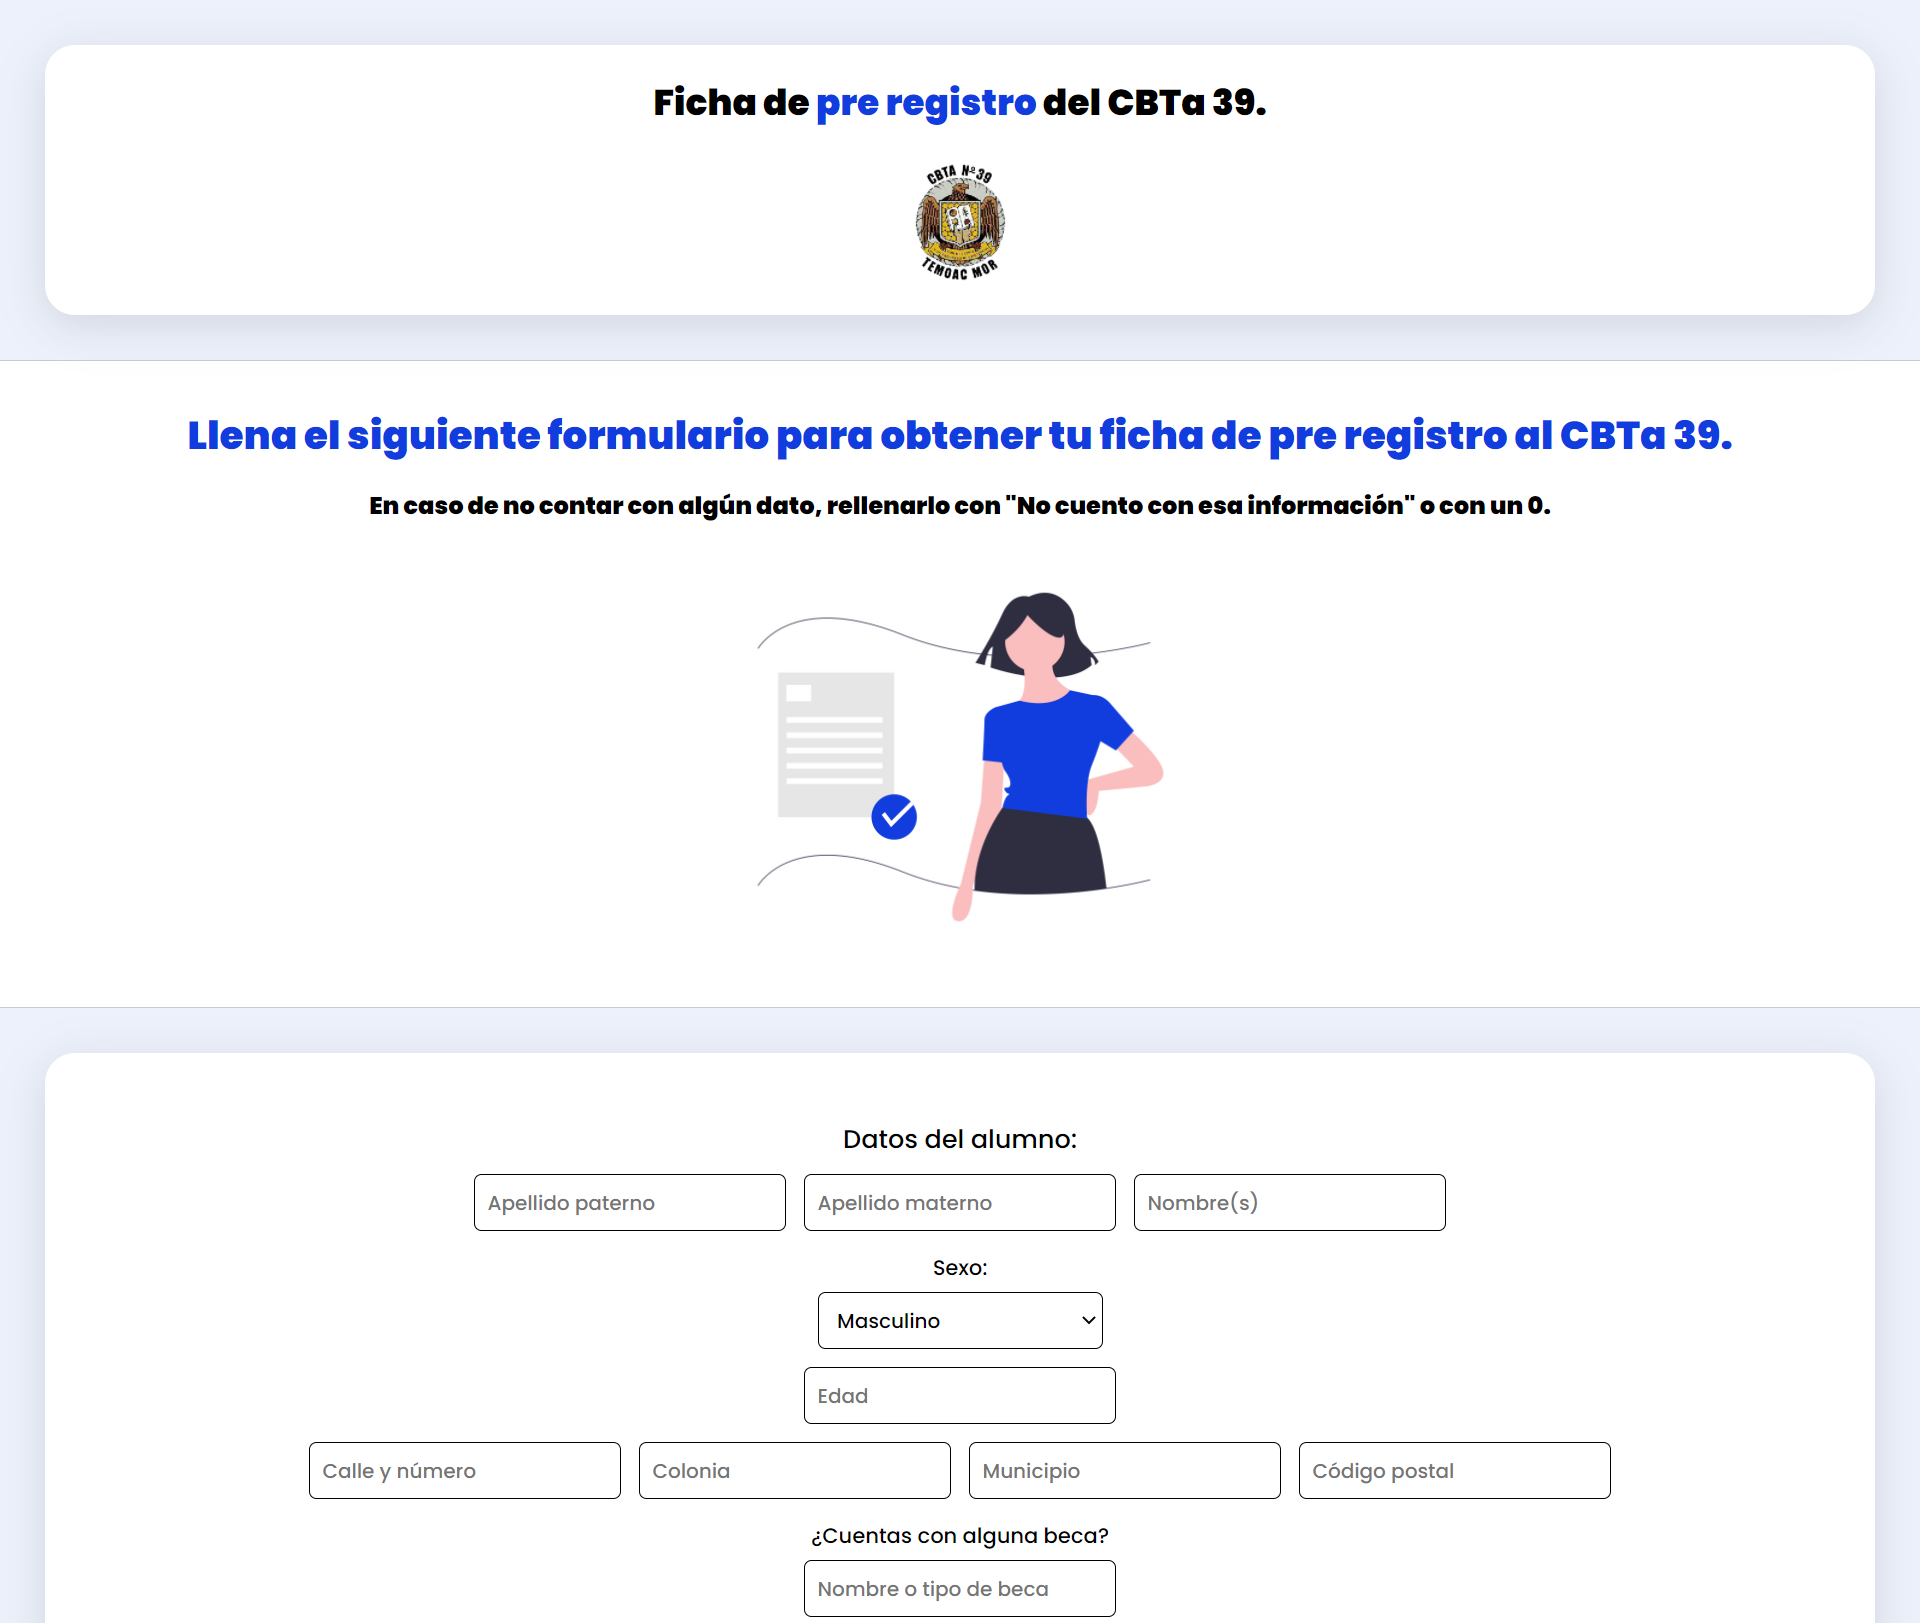 Ficha de pre registro del CBTa 39.
CBTA Nº 39
TEMOAC MOR
Llena el siguiente formulario para obtener tu ficha de pre registro al CBTa 39.
En caso de no contar con algún dato, rellenarlo con "No cuento con esa información" o con un 0.
Datos del alumno:
Apellido paterno Apellido materno Nombre(s)
Sexo:
Masculino
Edad
Calle y número Colonia Municipio Código postal
¿Cuentas con alguna beca?
Nombre o tipo de beca